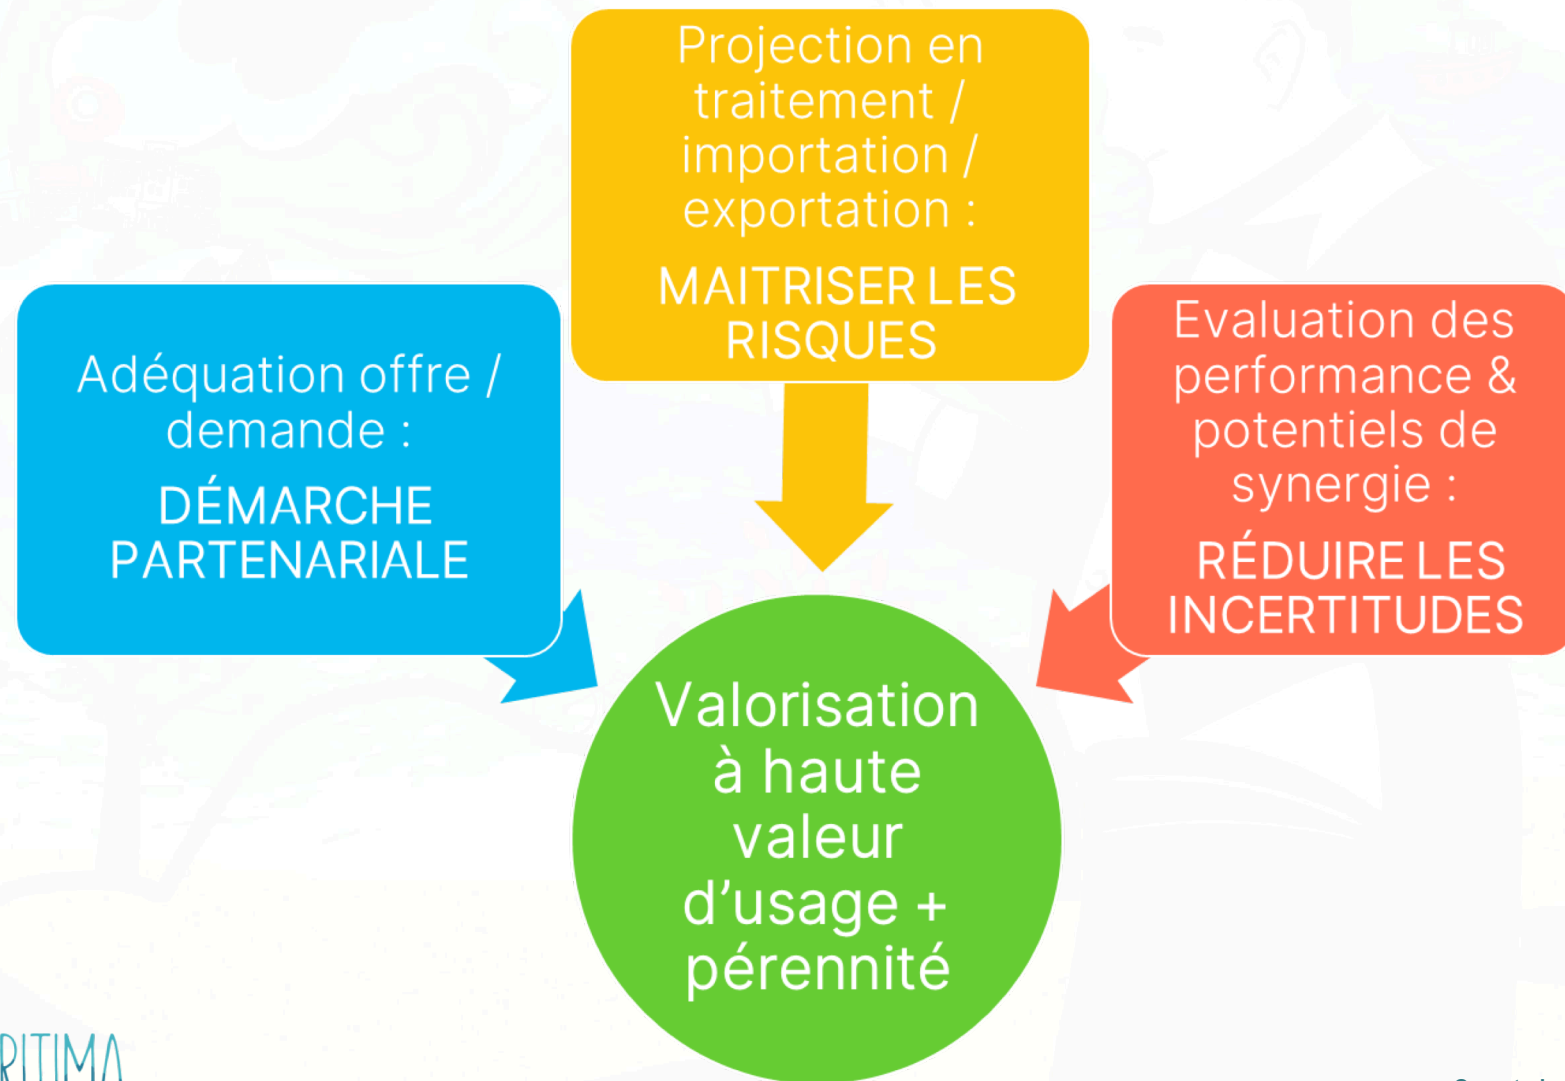 Projection en
traitement /
importation /
exportation :
MAITRISER LES
RISQUES
Adéquation offre /
demande :
DÉMARCHE
PARTENARIALE
Evaluation des
performance &
potentiels de
synergie :
RÉDUIRE LES
INCERTITUDES
Valorisation
à haute
valeur
d’usage +
pérennité
RITIMA